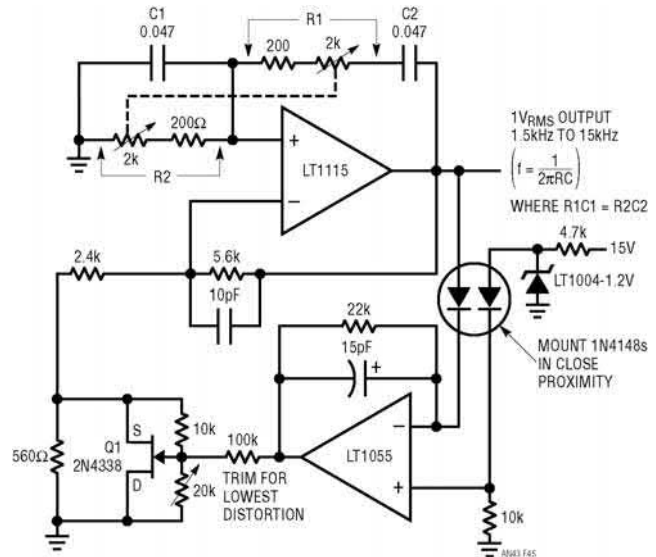 C1
0.047
R1
C2
0.047
200
2k
200Ω
2k
R2
+
LT1115
–
1VRMS OUTPUT
1.5kHz TO 15kHz
(f = 1/2πRC)
WHERE R1C1 = R2C2
4.7k
15V
LT1004-1.2V
2.4k
5.6k
10pF
22k
15pF
+
MOUNT 1N4148s
IN CLOSE
PROXIMITY
560Ω
S
Q1
2N4338
D
10k
20k
100k
TRIM FOR
LOWEST
DISTORTION
LT1055
–
+
10k
AN43 F45